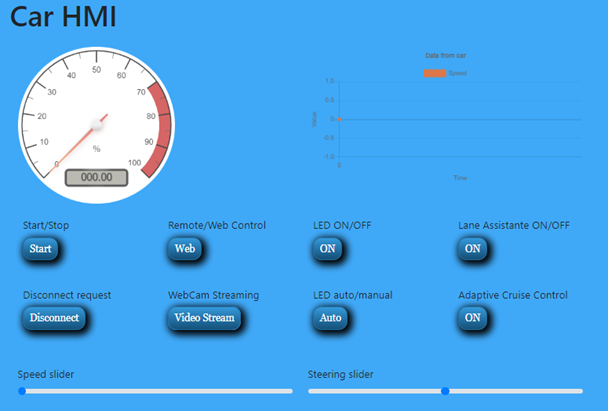 Car HMI
0
10
20
30
40
50
60
70
80
90
100
%
000.00
Data from car
Speed
1.0
0.5
0
-0.5
-1.0
Value
0
Time
Start/Stop
Remote/Web Control
LED ON/OFF
Lane Assistante ON/OFF
Start
Web
ON
ON
Disconnect request
WebCam Streaming
LED auto/manual
Adaptive Cruise Control
Disconnect
Video Stream
Auto
ON
Speed slider
Steering slider